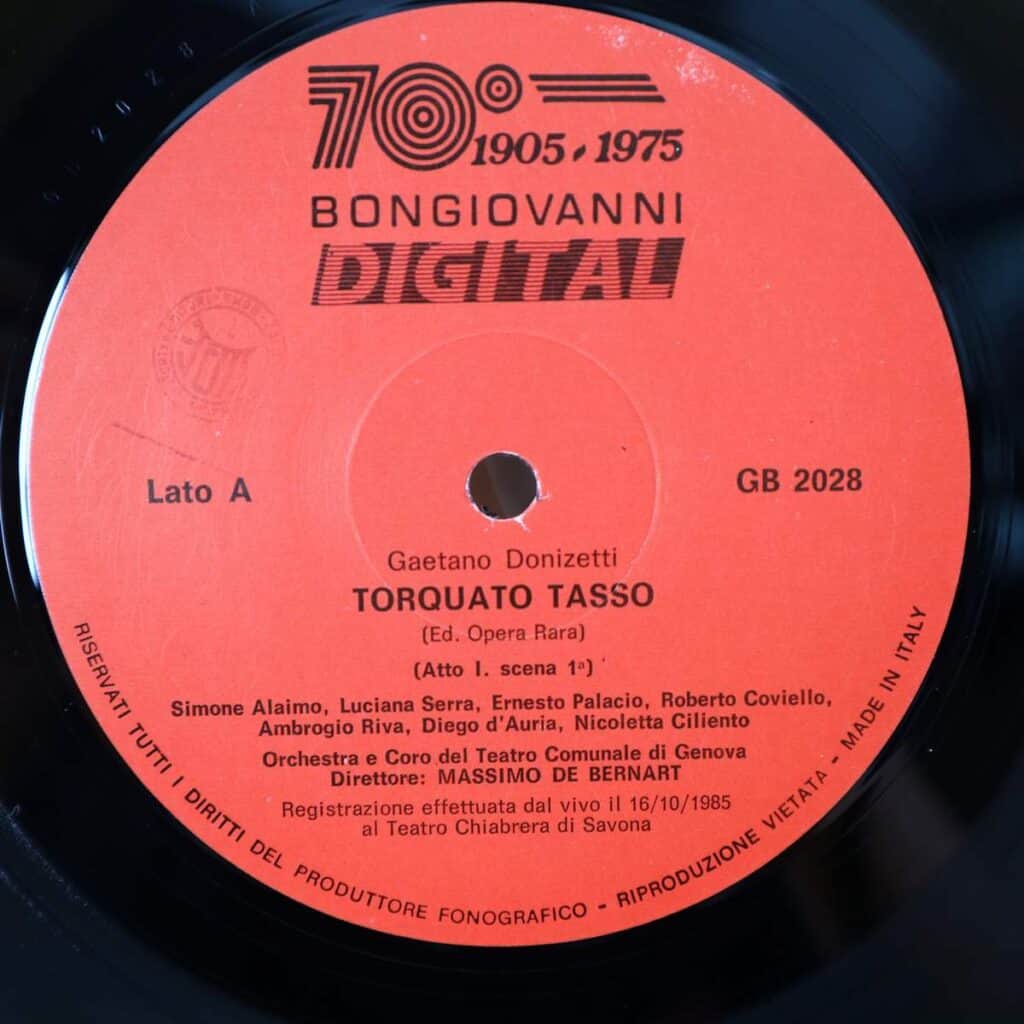 70°
1905 - 1975
BONGIOVANNI
DIGITAL
Lato A
GB 2028
Gaetano Donizetti
TORQUATO TASSO
(Ed. Opera Rara)
(Atto I. scena 1ª)
Simone Alaimo, Luciana Serra, Ernesto Palacio, Roberto Coviello,
Ambrogio Riva, Diego d'Auria, Nicoletta Ciliento
Orchestra e Coro del Teatro Comunale di Genova
Direttore: MASSIMO DE BERNART
Registrazione effettuata dal vivo il 16/10/1985
al Teatro Chiabrera di Savona
RISERVATI TUTTI I DIRITTI DEL PRODUTTORE FONOGRAFICO - RIPRODUZIONE VIETATA - MADE IN ITALY
2028